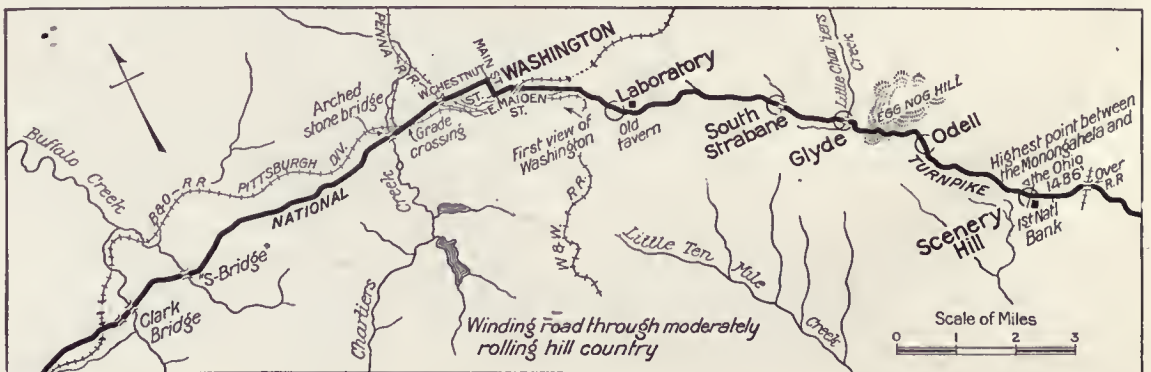 Buffalo
Creek
B&O R.R.
PITTSBURGH
DIV.
Arched
stone bridge
PENNA
R.R.
W. CHESTNUT
ST.
MAIN
ST.
WASHINGTON
E. MAIDEN
ST.
Grade
crossing
First view of
Washington
Laboratory
Old
tavern
South
Strabane
Little Chartiers
Creek
Glyde
EGG NOG HILL
Odell
Highest point between
the Monongahela and
the Ohio
1486'
Over
R.R
NATIONAL
TURNPIKE
1st Nat'l
Bank
Scenery
Hill
"S-Bridge"
Clark
Bridge
Creek
Chartiers
W. & W. R.R.
Little Ten Mile
Creek
Winding road through moderately
rolling hill country
Scale of Miles
0 1 2 3